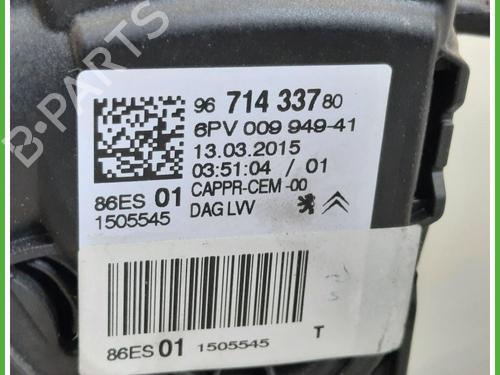 B-PARTS
96 714 337 80
6PV 009 949-41
13.03.2015
03:51:04 / 01
86ES 01 CAPPR-CEM -00
1505545 DAG LVV
86ES 01 1505545 T